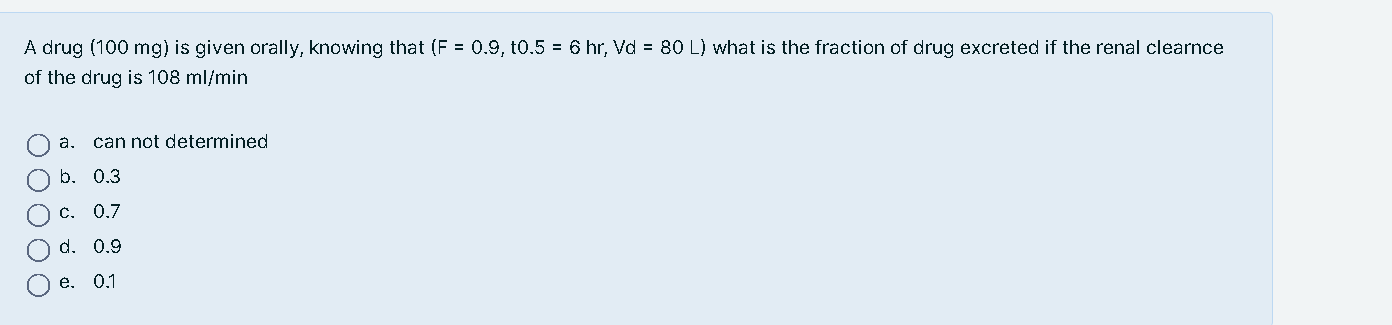 A drug (100 mg) is given orally, knowing that (F = 0.9, t0.5 = 6 hr, Vd = 80 L) what is the fraction of drug excreted if the renal clearnce
of the drug is 108 ml/min
a. can not determined
b. 0.3
c. 0.7
d. 0.9
e. 0.1